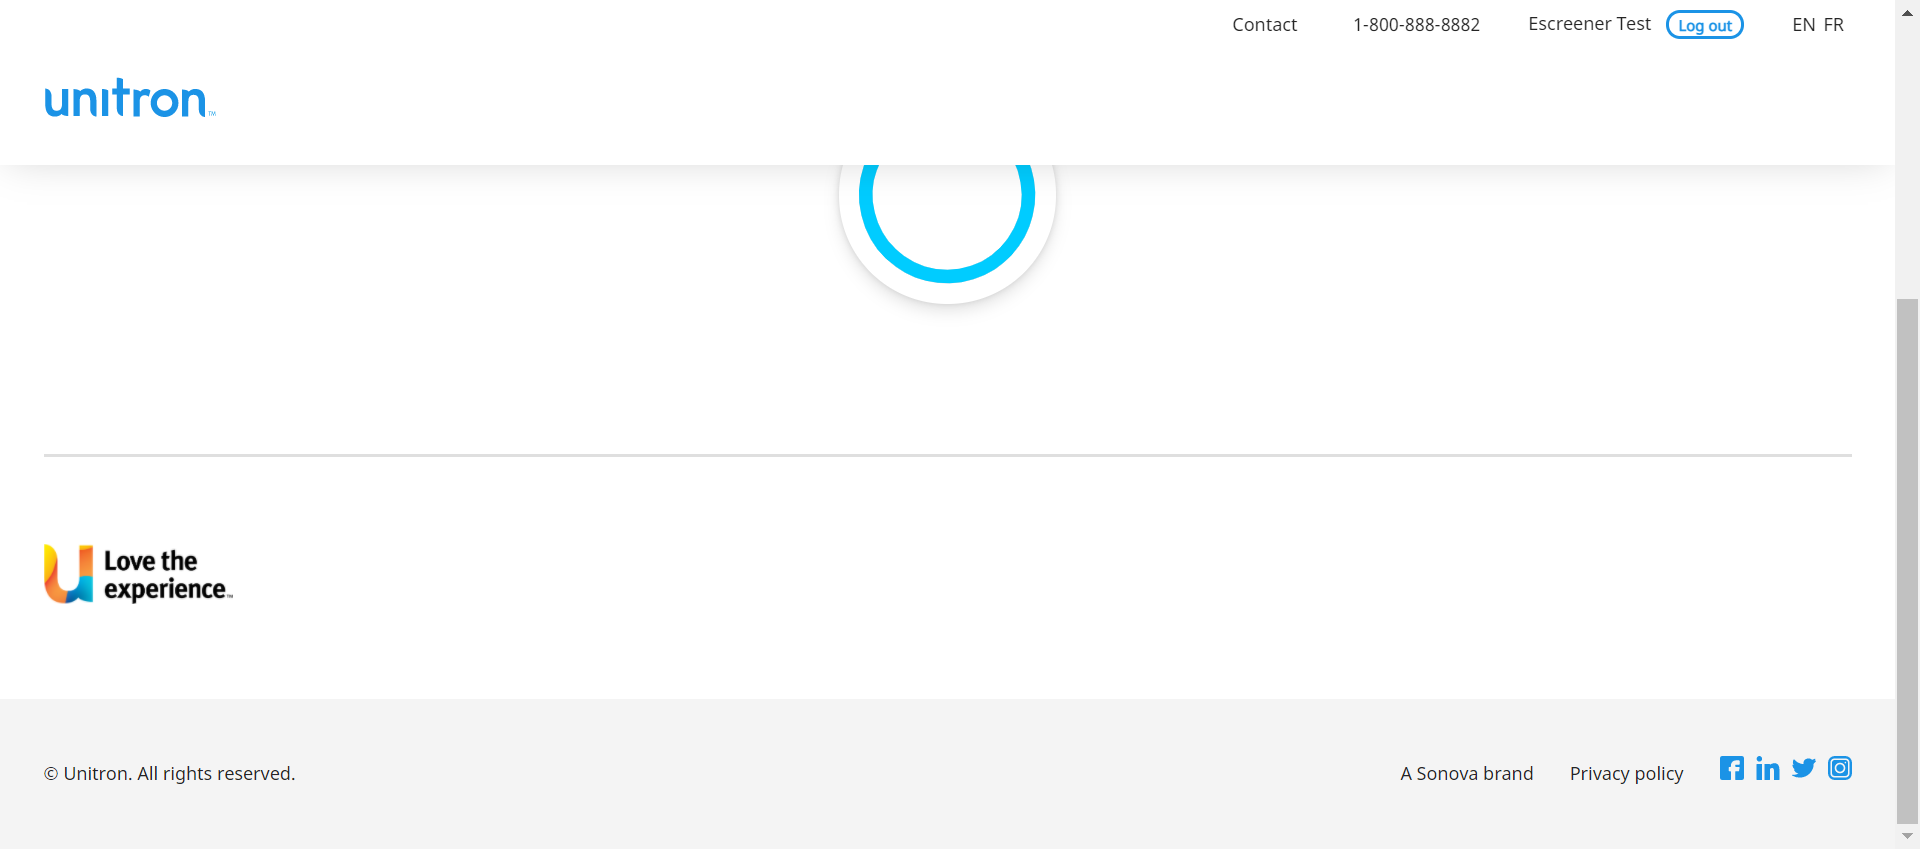 Contact 1-800-888-8882 Escreener Test Log out EN FR
unitron™
Love the
experience™
© Unitron. All rights reserved. A Sonova brand Privacy policy